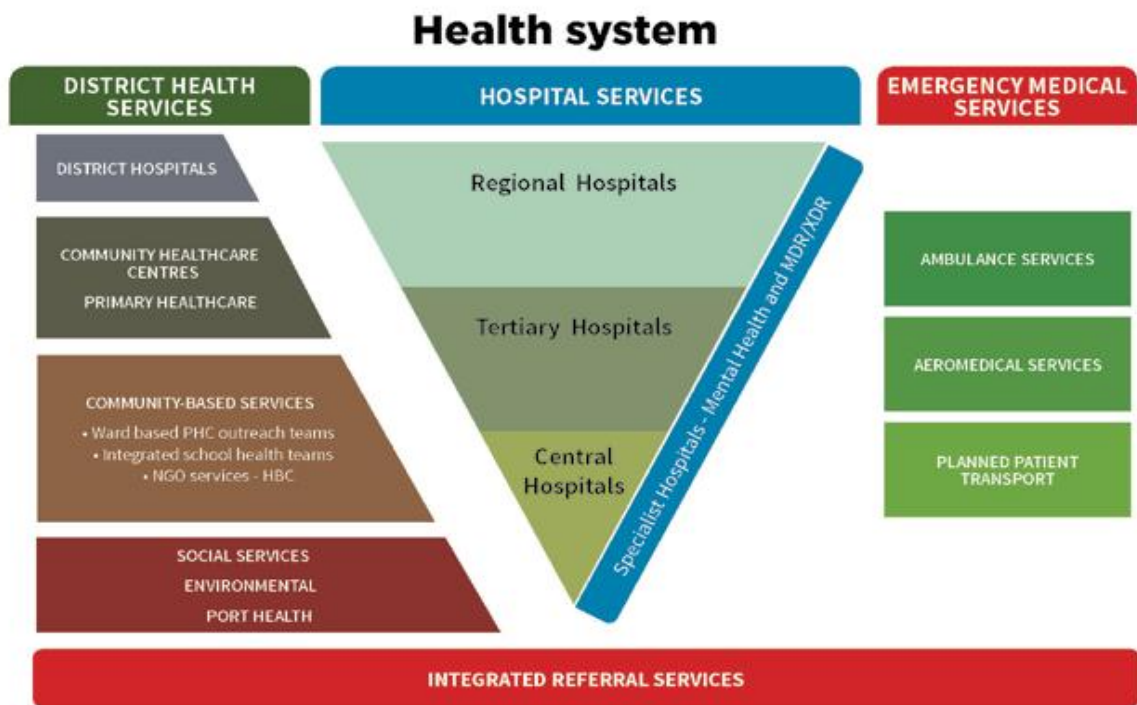 Health system
DISTRICT HEALTH
SERVICES
DISTRICT HOSPITALS
COMMUNITY HEALTHCARE
CENTRES
PRIMARY HEALTHCARE
COMMUNITY-BASED SERVICES
• Ward based PHC outreach teams
• Integrated school health teams
• NGO services - HBC
SOCIAL SERVICES
ENVIRONMENTAL
PORT HEALTH
HOSPITAL SERVICES
Regional Hospitals
Tertiary Hospitals
Central
Hospitals
Specialist Hospitals - Mental Health and MDR/XDR
EMERGENCY MEDICAL
SERVICES
AMBULANCE SERVICES
AEROMEDICAL SERVICES
PLANNED PATIENT
TRANSPORT
INTEGRATED REFERRAL SERVICES